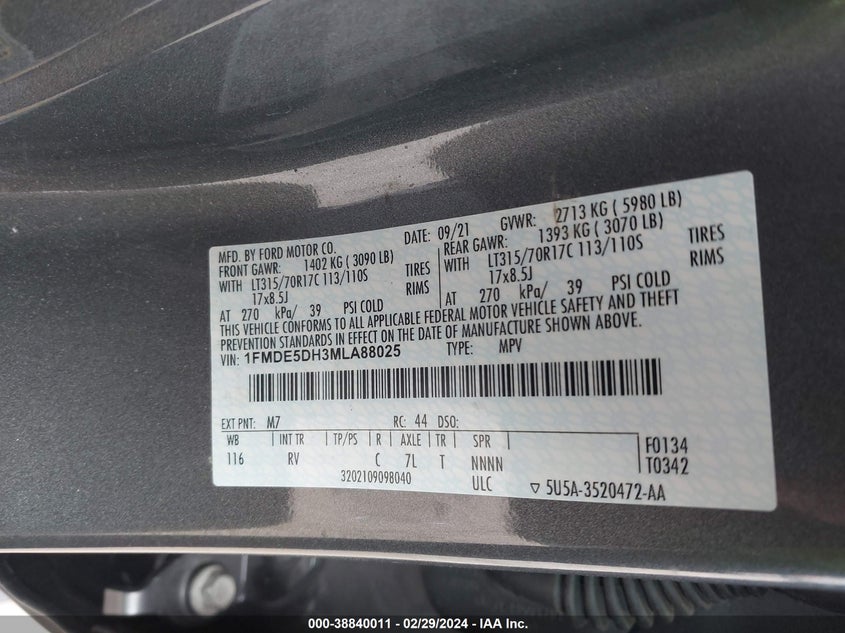 MFD. BY FORD MOTOR CO. DATE: 09/21 GVWR: 2713 KG ( 5980 LB)
FRONT GAWR: 1402 KG ( 3090 LB) REAR GAWR: 1393 KG ( 3070 LB)
WITH LT315/70R17C 113/110S TIRES WITH LT315/70R17C 113/110S TIRES
17x8.5J RIMS 17x8.5J RIMS
AT 270 kPa/ 39 PSI COLD AT 270 kPa/ 39 PSI COLD
THIS VEHICLE CONFORMS TO ALL APPLICABLE FEDERAL MOTOR VEHICLE SAFETY AND THEFT
PREVENTION STANDARDS IN EFFECT ON THE DATE OF MANUFACTURE SHOWN ABOVE.
VIN: 1FMDE5DH3MLA88025 TYPE: MPV
EXT PNT: M7 RC: 44 DSO:
WB INT TR TP/PS R AXLE TR SPR F0134
116 RV C 7L T NNNN T0342
3202109098040 ULC ▽ 5U5A-3520472-AA
000-38840011 - 02/29/2024 - IAA Inc.